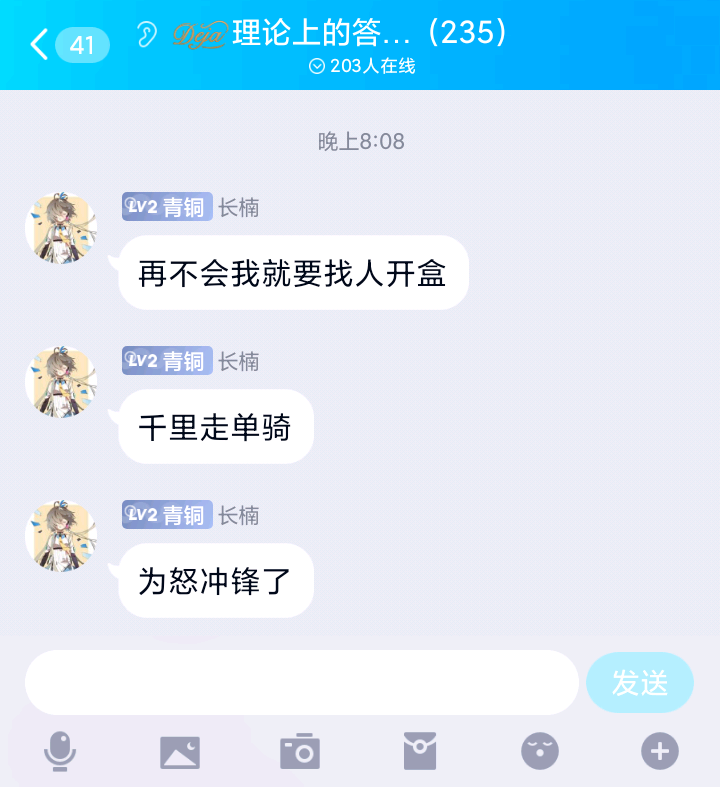 41
Deja 理论上的答...（235）
203人在线
晚上8:08
LV2 青铜 长楠
再不会我就要找人开盒
LV2 青铜 长楠
千里走单骑
LV2 青铜 长楠
为怒冲锋了
发送